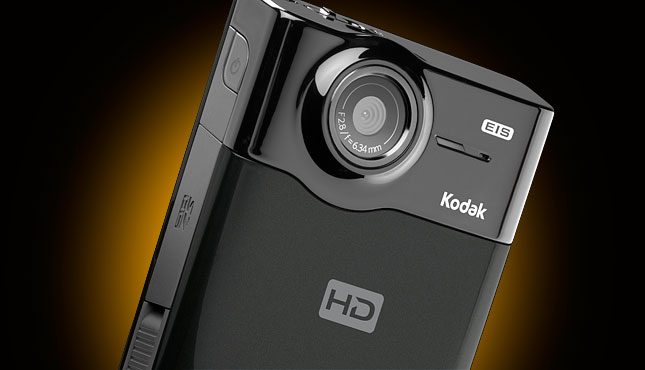 F2.8 / f = 6.34 mm
EIS
Kodak
HD